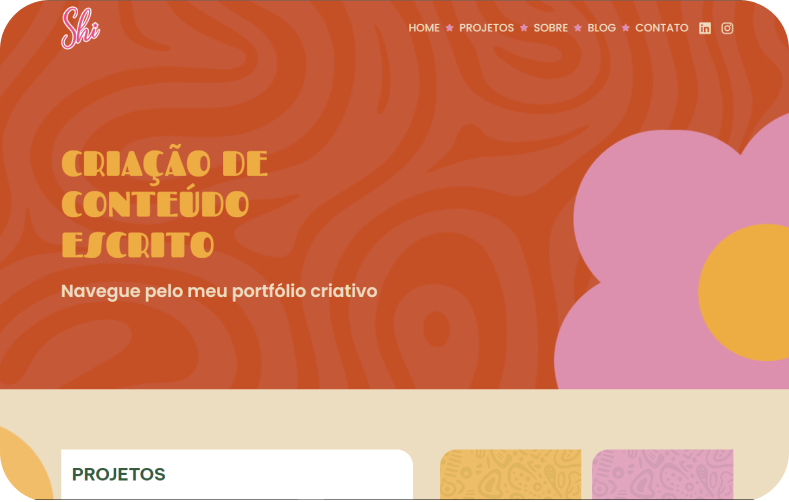 Shi
HOME ★ PROJETOS ★ SOBRE ★ BLOG ★ CONTATO
CRIAÇÃO DE
CONTEÚDO
ESCRITO
Navegue pelo meu portfólio criativo
PROJETOS